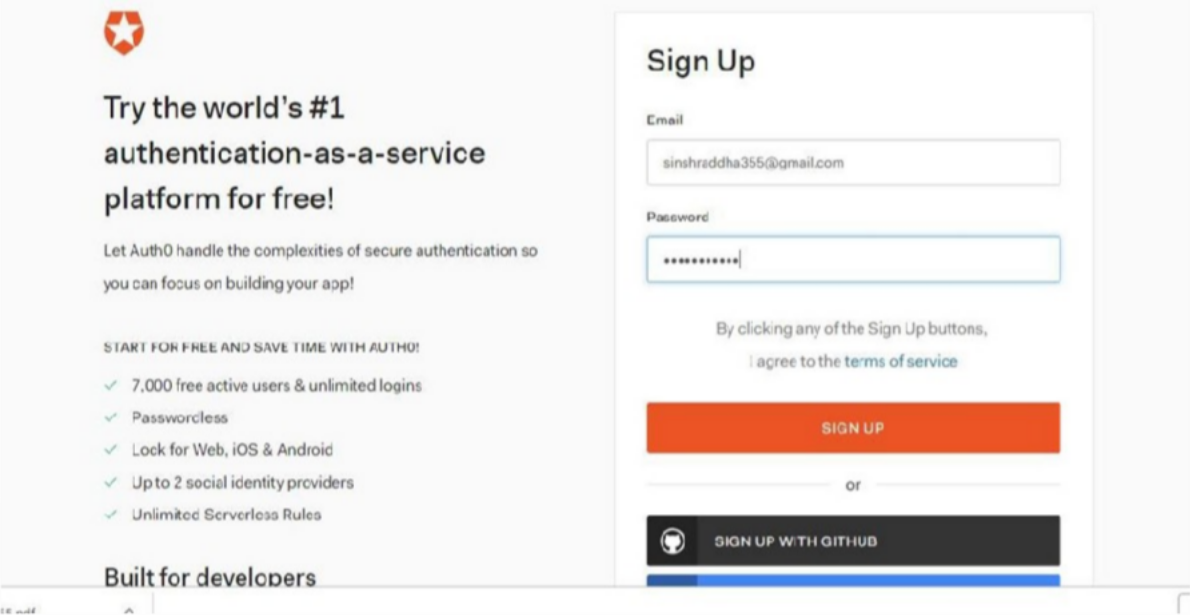 Try the world's #1
authentication-as-a-service
platform for free!
Let Auth0 handle the complexities of secure authentication so
you can focus on building your app!
START FOR FREE AND SAVE TIME WITH AUTH0!
7,000 free active users & unlimited logins
Passwordless
Lock for Web, iOS & Android
Up to 2 social identity providers
Unlimited Serverless Rules
Built for developers
Sign Up
Email
sinshraddha355@gmail.com
Password
•••••••••••
By clicking any of the Sign Up buttons,
I agree to the terms of service
SIGN UP
or
SIGN UP WITH GITHUB